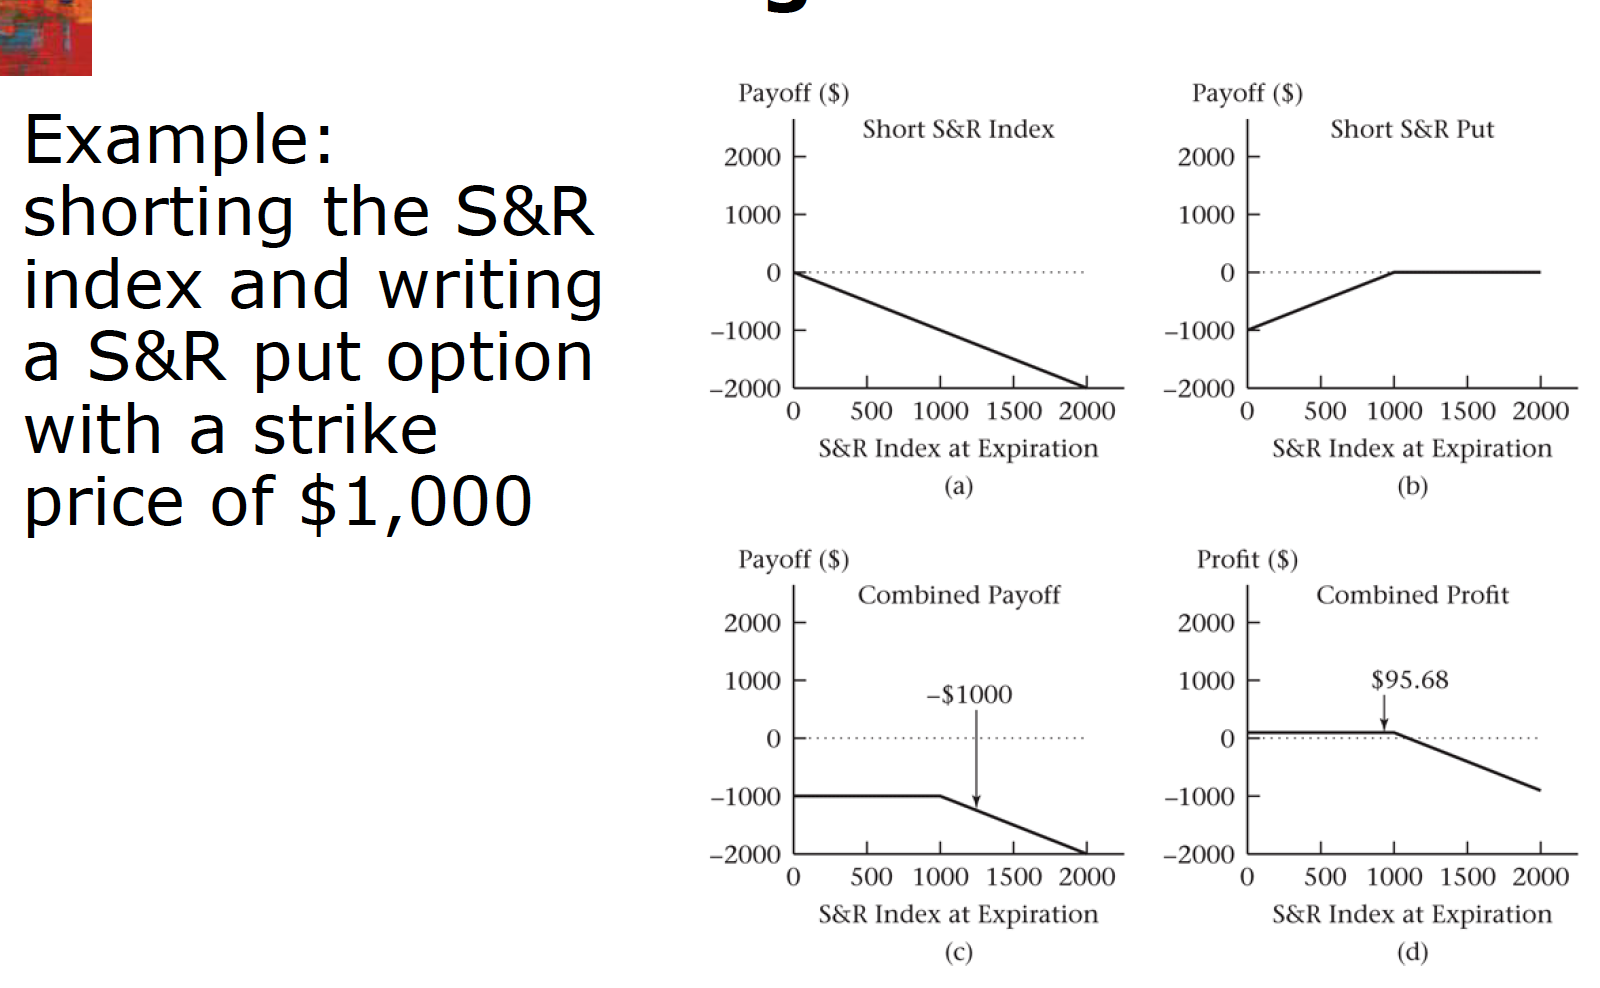 Example:
shorting the S&R
index and writing
a S&R put option
with a strike
price of $1,000
Payoff ($)
Short S&R Index
2000
1000
0
–1000
–2000
0 500 1000 1500 2000
S&R Index at Expiration
(a)
Payoff ($)
Short S&R Put
2000
1000
0
–1000
–2000
0 500 1000 1500 2000
S&R Index at Expiration
(b)
Payoff ($)
Combined Payoff
2000
1000
–$1000
0
–1000
–2000
0 500 1000 1500 2000
S&R Index at Expiration
(c)
Profit ($)
Combined Profit
2000
1000
$95.68
0
–1000
–2000
0 500 1000 1500 2000
S&R Index at Expiration
(d)